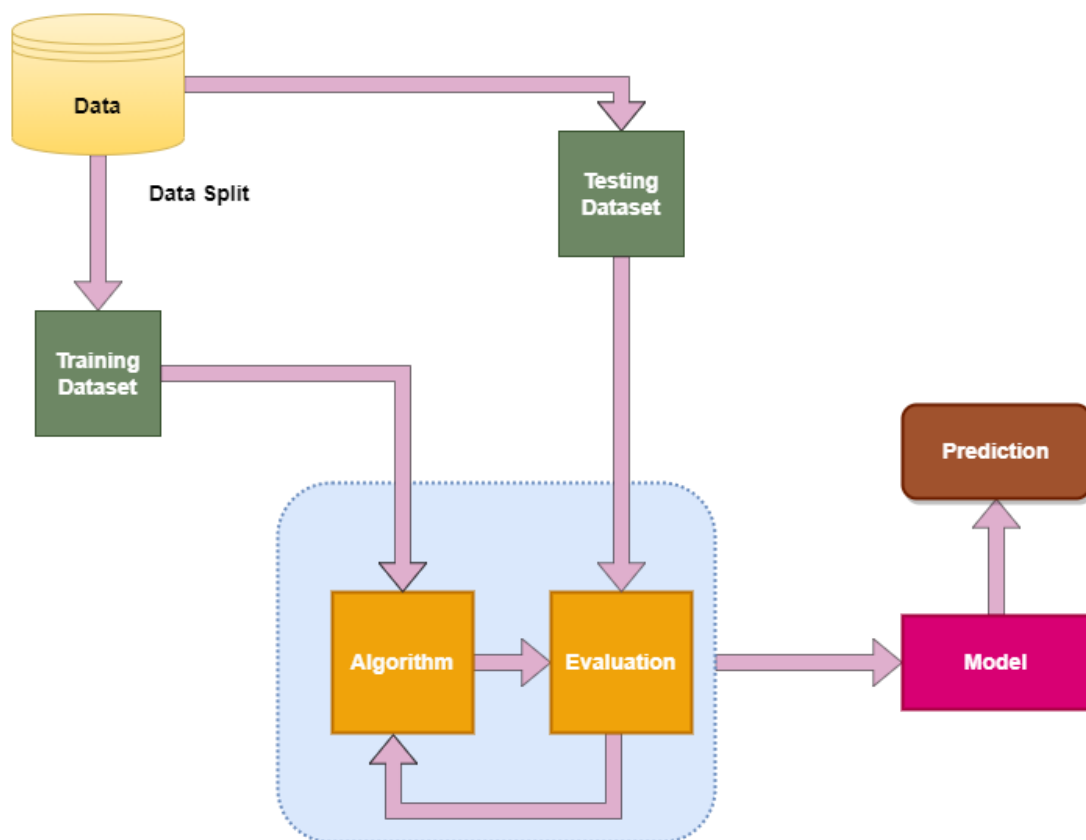 Data
Data Split
Testing
Dataset
Training
Dataset
Prediction
Algorithm
Evaluation
Model